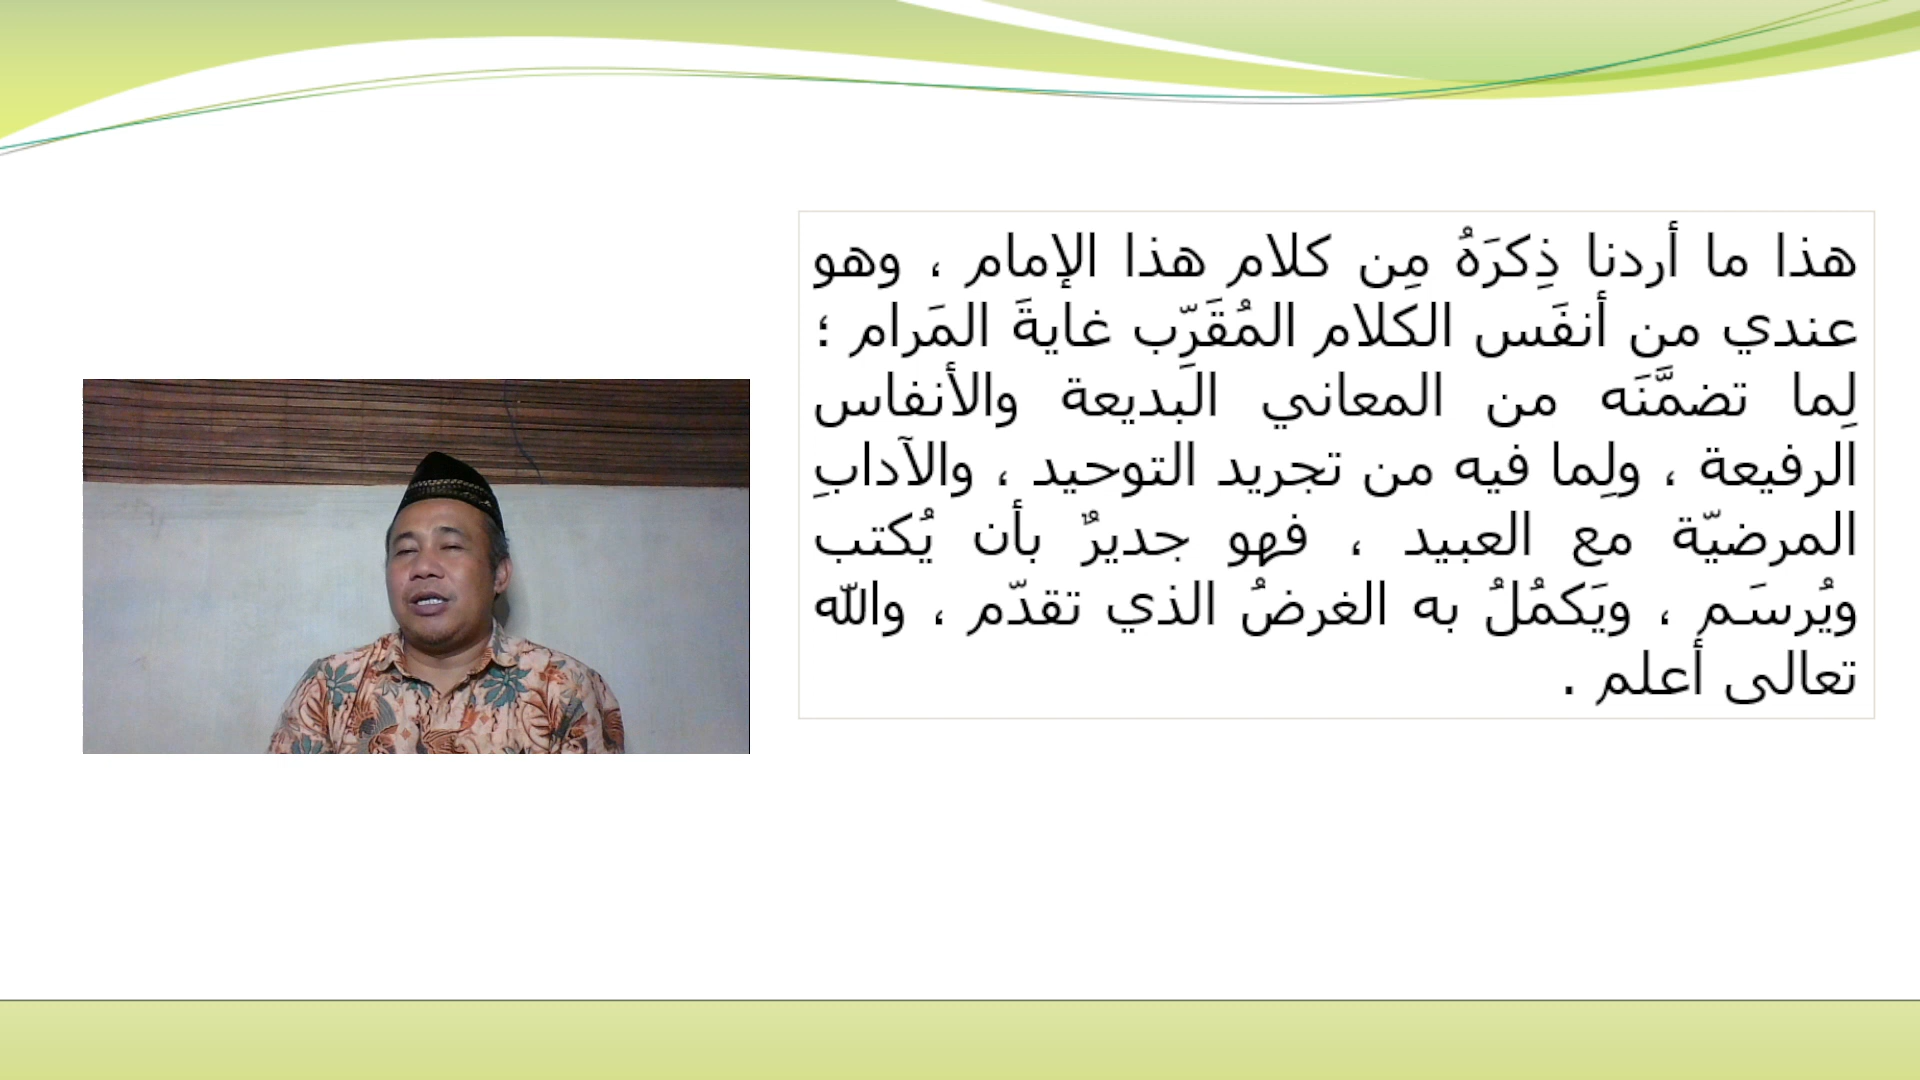 هذا ما أردنا ذِكرَهُ مِن كلام هذا الإمام ، وهو
عندي من أنفَس الكلام المُقَرِّب غايةَ المَرام ؛
لِما تضمَّنَه من المعاني البديعة والأنفاس
الرفيعة ، ولِما فيه من تجريد التوحيد ، والآدابِ
المرضيّة مع العبيد ، فهو جديرٌ بأن يُكتب
ويُرسَـم ، ويَكمُلُ به الغرضُ الذي تقدّم ، والله
تعالى أعلم .